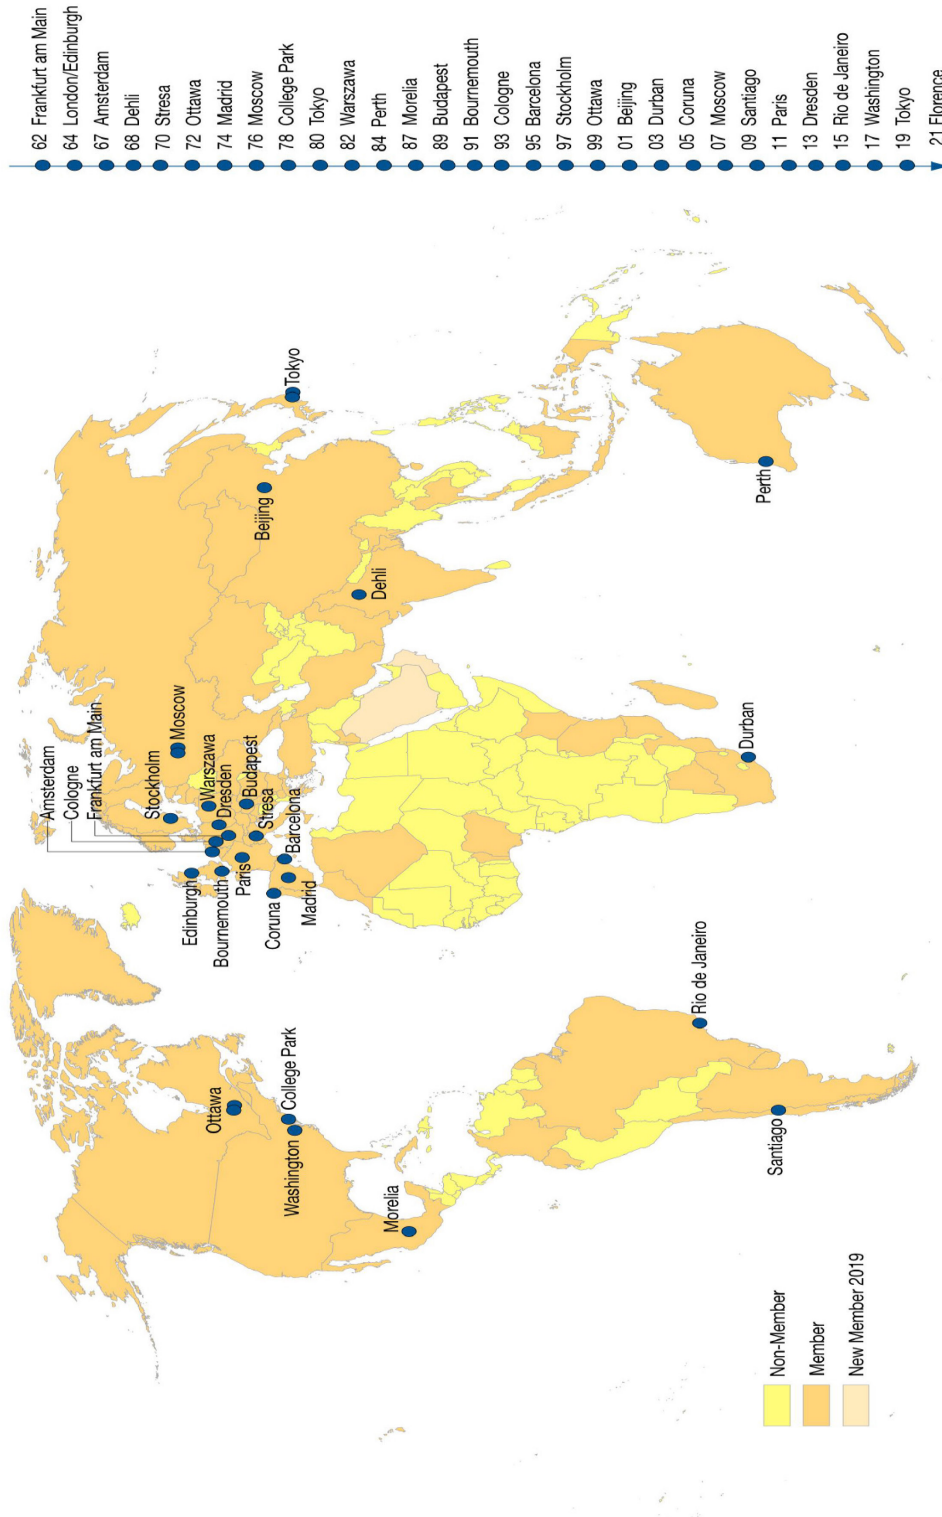 62 Frankfurt am Main
64 London/Edinburgh
67 Amsterdam
68 Dehli
70 Stresa
72 Ottawa
74 Madrid
76 Moscow
78 College Park
80 Tokyo
82 Warszawa
84 Perth
87 Morelia
89 Budapest
91 Bournemouth
93 Cologne
95 Barcelona
97 Stockholm
99 Ottawa
01 Beijing
03 Durban
05 Coruna
07 Moscow
09 Santiago
11 Paris
13 Dresden
15 Rio de Janeiro
17 Washington
19 Tokyo
21 Florence
Amsterdam
Cologne
Frankfurt am Main
Stockholm
Moscow
Edinburgh
Warszawa
Dresden
Bournemouth
Budapest
Paris
Stresa
Coruna
Barcelona
Madrid
Ottawa
College Park
Washington
Morelia
Beijing
Tokyo
Dehli
Rio de Janeiro
Santiago
Durban
Perth
Non-Member
Member
New Member 2019